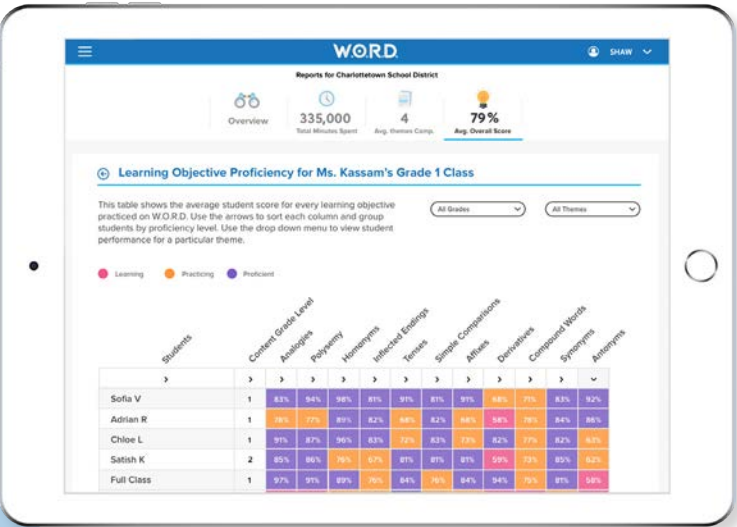 W.O.R.D.
SHAW
Reports for Charlottetown School District
Overview
335,000
Total Minutes Spent
4
Avg. themes Comp.
79%
Avg. Overall Score
Learning Objective Proficiency for Ms. Kassam's Grade 1 Class
This table shows the average student score for every learning objective
practiced on W.O.R.D. Use the arrows to sort each column and group
students by proficiency level. Use the drop down menu to view student
performance for a particular theme.
All Grades
All Themes
Learning Practicing Proficient
Students Content Grade Level Analogies Polysemy Homonyms Inflected Endings Tenses Simple Comparisons Affixes Derivatives Compound Words Synonyms Antonyms
Sofia V 1 83% 94% 98% 81% 91% 81% 91% 68% 71% 83% 92%
Adrian R 1 77% 89% 82% 68% 82% 68% 58% 84% 86%
Chloe L 1 91% 87% 96% 83% 72% 83% 73% 82% 77% 82% 63%
Satish K 2 85% 86% 76% 67% 81% 81% 81% 59% 73% 85% 62%
Full Class 1 97% 91% 89% 76% 84% 76% 84% 94% 75% 81% 58%